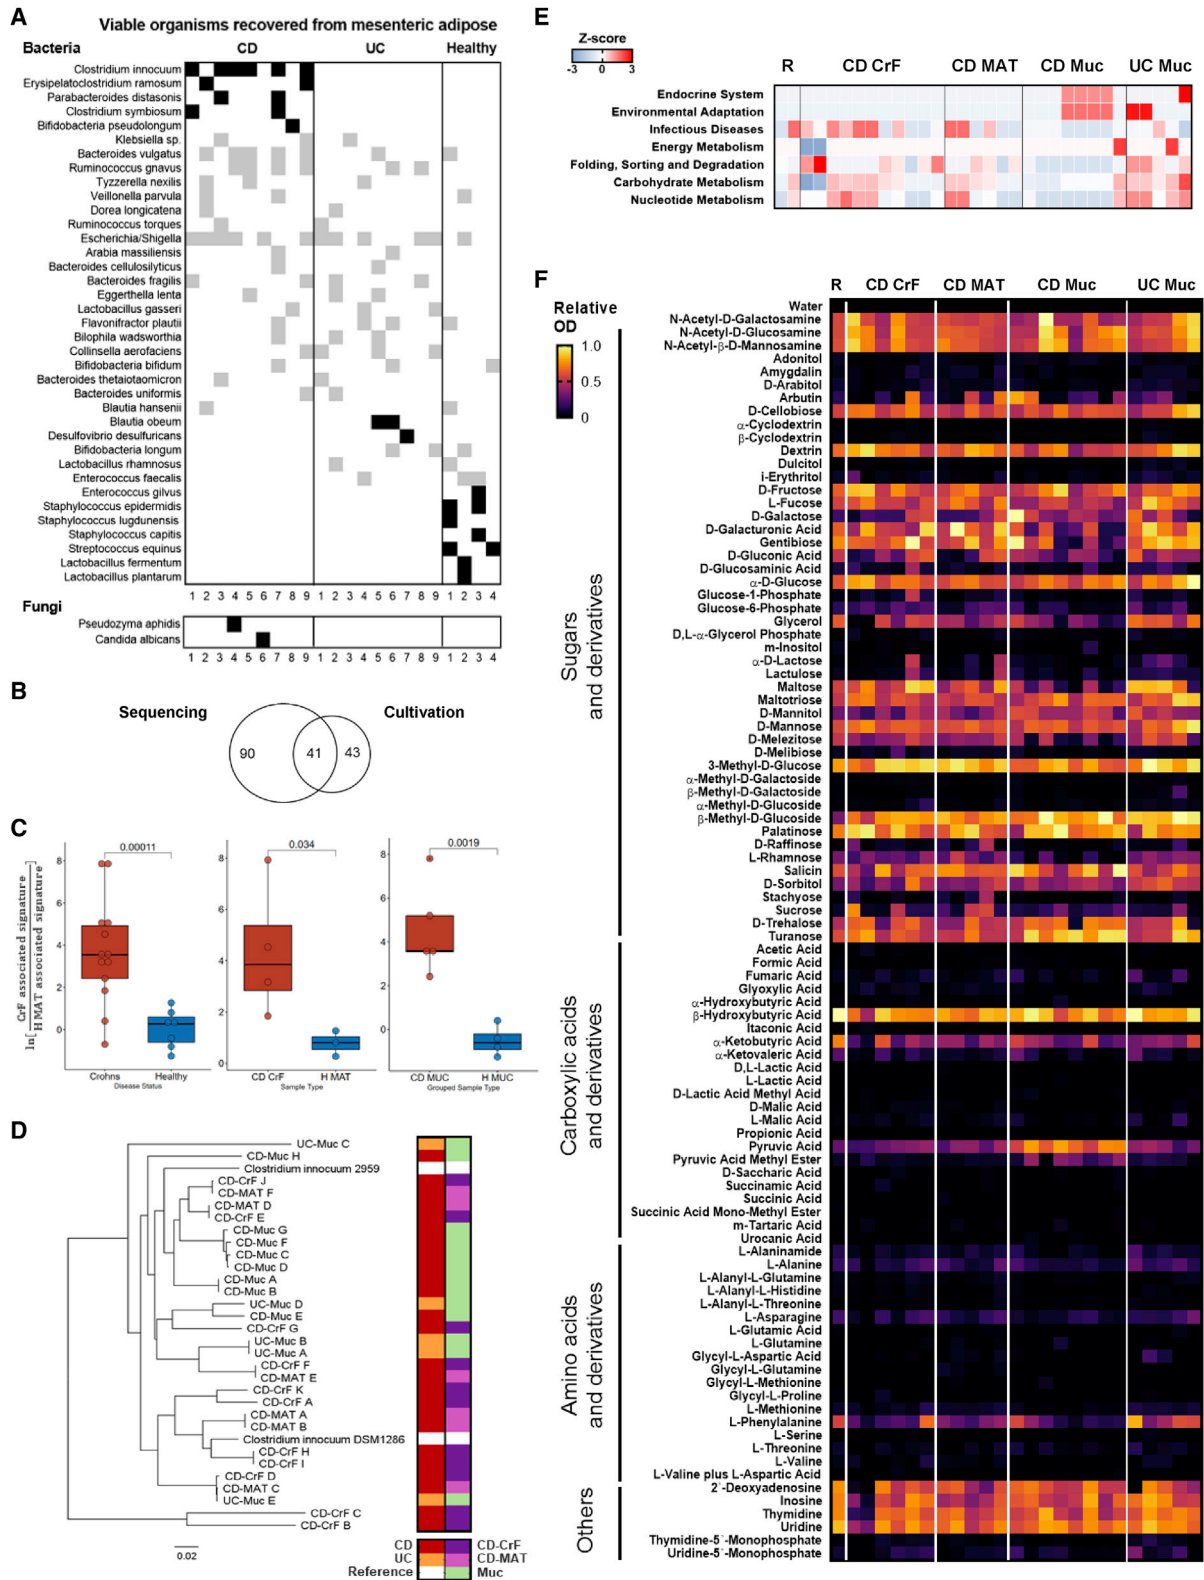 A
Viable organisms recovered from mesenteric adipose
Bacteria CD UC Healthy
Clostridium innocuum
Erysipelatoclostridium ramosum
Parabacteroides distasonis
Clostridium symbiosum
Bifidobacteria pseudolongum
Klebsiella sp.
Bacteroides vulgatus
Ruminococcus gnavus
Tyzzerella nexilis
Veillonella parvula
Dorea longicatena
Ruminococcus torques
Escherichia/Shigella
Arabia massiliensis
Bacteroides cellulosilyticus
Bacteroides fragilis
Eggerthella lenta
Lactobacillus gasseri
Flavonifractor plautii
Bilophila wadsworthia
Collinsella aerofaciens
Bifidobacteria bifidum
Bacteroides thetaiotaomicron
Bacteroides uniformis
Blautia hansenii
Blautia obeum
Desulfovibrio desulfuricans
Bifidobacteria longum
Lactobacillus rhamnosus
Enterococcus faecalis
Enterococcus gilvus
Staphylococcus epidermidis
Staphylococcus lugdunensis
Staphylococcus capitis
Streptococcus equinus
Lactobacillus fermentum
Lactobacillus plantarum
1 2 3 4 5 6 7 8 9 1 2 3 4 5 6 7 8 9 1 2 3 4
Fungi
Pseudozyma aphidis
Candida albicans
1 2 3 4 5 6 7 8 9 1 2 3 4 5 6 7 8 9 1 2 3 4
B
Sequencing Cultivation
90 41 43
C
ln[ CrF associated signature / HMAT associated signature ]
0.00011
8
6
4
2
0
Crohns Healthy
Disease Status
0.034
8
6
4
2
0
CD CrF H MAT
Sample Type
0.0019
8
6
4
2
0
CD MUC H MUC
Grouped Sample Type
D
UC-Muc C
CD-Muc H
Clostridium innocuum 2959
CD-CrF J
CD-MAT F
CD-MAT D
CD-CrF E
CD-Muc G
CD-Muc F
CD-Muc C
CD-Muc D
CD-Muc A
CD-Muc B
UC-Muc D
CD-Muc E
CD-CrF G
UC-Muc B
UC-Muc A
CD-CrF F
CD-MAT E
CD-CrF K
CD-CrF A
CD-MAT A
CD-MAT B
Clostridium innocuum DSM1286
CD-CrF H
CD-CrF I
CD-CrF D
CD-MAT C
UC-Muc E
CD-CrF C
CD-CrF B
0.02
CD CD-CrF
UC CD-MAT
Reference Muc
E
Z-score
-3 3
R CD CrF CD MAT CD Muc UC Muc
Endocrine System
Environmental Adaptation
Infectious Diseases
Energy Metabolism
Folding, Sorting and Degradation
Carbohydrate Metabolism
Nucleotide Metabolism
F
Relative
OD
1.0
0.5
0
R CD CrF CD MAT CD Muc UC Muc
Water
Sugars
and derivatives
N-Acetyl-D-Galactosamine
N-Acetyl-D-Glucosamine
N-Acetyl-β-D-Mannosamine
Adonitol
Amygdalin
D-Arabitol
Arbutin
D-Cellobiose
α-Cyclodextrin
β-Cyclodextrin
Dextrin
Dulcitol
i-Erythritol
D-Fructose
L-Fucose
D-Galactose
D-Galacturonic Acid
Gentibiose
D-Gluconic Acid
D-Glucosaminic Acid
α-D-Glucose
Glucose-1-Phosphate
Glucose-6-Phosphate
Glycerol
D,L-α-Glycerol Phosphate
m-Inositol
α-D-Lactose
Lactulose
Maltose
Maltotriose
D-Mannitol
D-Mannose
D-Melezitose
D-Melibiose
3-Methyl-D-Glucose
α-Methyl-D-Galactoside
β-Methyl-D-Galactoside
α-Methyl-D-Glucoside
β-Methyl-D-Glucoside
Palatinose
D-Raffinose
L-Rhamnose
Salicin
D-Sorbitol
Stachyose
Sucrose
D-Trehalose
Turanose
Carboxylic acids
and derivatives
Acetic Acid
Formic Acid
Fumaric Acid
Glyoxylic Acid
α-Hydroxybutyric Acid
β-Hydroxybutyric Acid
Itaconic Acid
α-Ketobutyric Acid
α-Ketovaleric Acid
D,L-Lactic Acid
L-Lactic Acid
D-Lactic Acid Methyl Acid
D-Malic Acid
L-Malic Acid
Propionic Acid
Pyruvic Acid
Pyruvic Acid Methyl Ester
D-Saccharic Acid
Succinamic Acid
Succinic Acid
Succinic Acid Mono-Methyl Ester
m-Tartaric Acid
Urocanic Acid
Amino acids
and derivatives
L-Alaninamide
L-Alanine
L-Alanyl-L-Glutamine
L-Alanyl-L-Histidine
L-Alanyl-L-Threonine
L-Asparagine
L-Glutamic Acid
L-Glutamine
Glycyl-L-Aspartic Acid
Glycyl-L-Glutamine
Glycyl-L-Methionine
Glycyl-L-Proline
L-Methionine
L-Phenylalanine
L-Serine
L-Threonine
L-Valine
L-Valine plus L-Aspartic Acid
Others
2`-Deoxyadenosine
Inosine
Thymidine
Uridine
Thymidine-5`-Monophosphate
Uridine-5`-Monophosphate